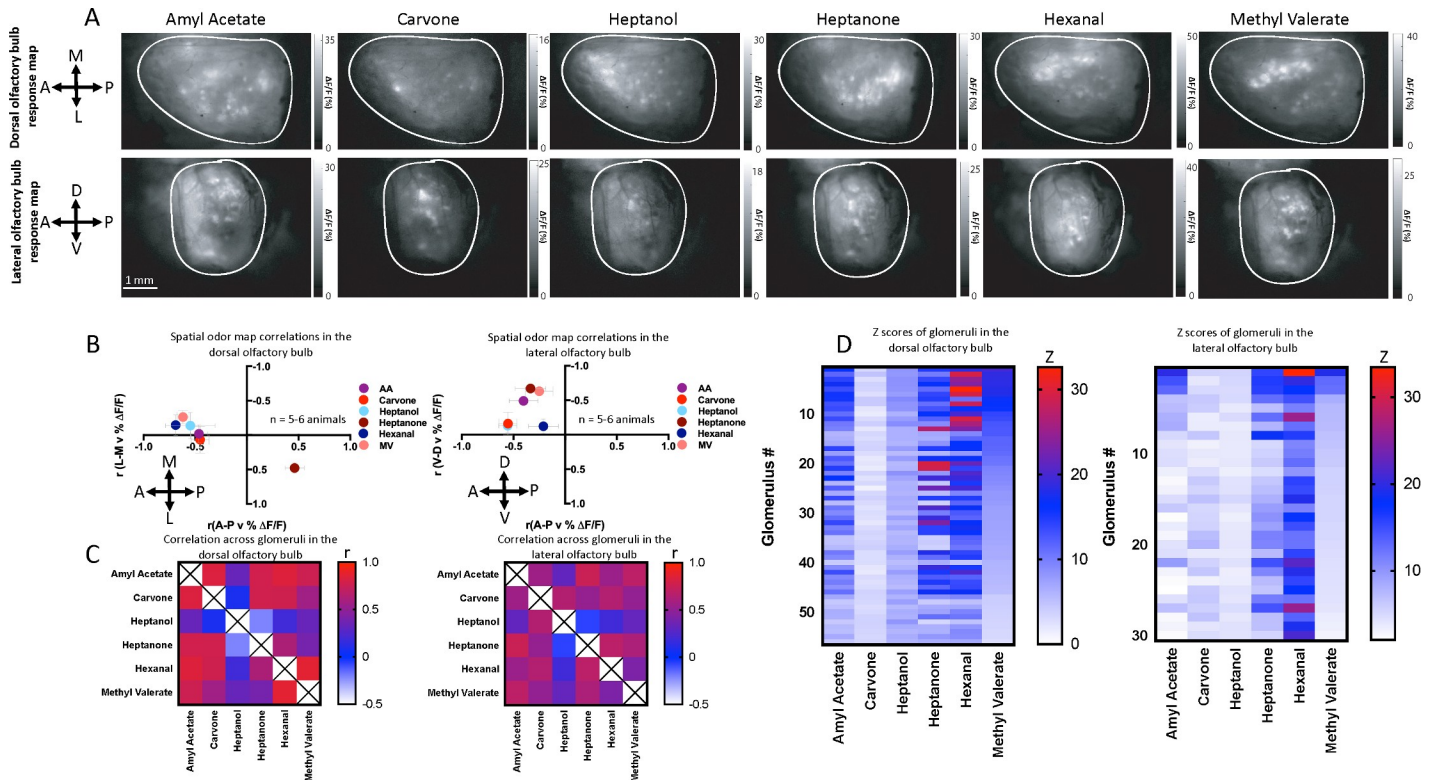 A
Amyl Acetate
Carvone
Heptanol
Heptanone
Hexanal
Methyl Valerate
Dorsal olfactory bulb
response map
M
A
P
L
35
0
ΔF/F (%)
16
0
ΔF/F (%)
15
0
ΔF/F (%)
30
0
ΔF/F (%)
50
0
ΔF/F (%)
40
0
ΔF/F (%)
Lateral olfactory bulb
response map
D
A
P
V
1 mm
30
0
ΔF/F (%)
25
0
ΔF/F (%)
18
0
ΔF/F (%)
30
0
ΔF/F (%)
25
0
ΔF/F (%)
25
0
ΔF/F (%)
B
Spatial odor map correlations in the
dorsal olfactory bulb
-1.0
-0.5
0.5
1.0
-1.0
-0.5
0.5
1.0
r (L-M v % ΔF/F)
r(A-P v % ΔF/F)
n = 5-6 animals
M
A
P
L
AA
Carvone
Heptanol
Heptanone
Hexanal
MV
Spatial odor map correlations in the
lateral olfactory bulb
-1.0
-0.5
0.5
1.0
-1.0
-0.5
0.0
0.5
1.0
r (V-D v % ΔF/F)
r(A-P v % ΔF/F)
n = 5-6 animals
D
A
P
V
AA
Carvone
Heptanol
Heptanone
Hexanal
MV
C
Correlation across glomeruli in the
dorsal olfactory bulb
r
1.0
0.5
0
-0.5
Amyl Acetate
Carvone
Heptanol
Heptanone
Hexanal
Methyl Valerate
Amyl Acetate
Carvone
Heptanol
Heptanone
Hexanal
Methyl Valerate
Correlation across glomeruli in the
lateral olfactory bulb
r
1.0
0.5
0
-0.5
Amyl Acetate
Carvone
Heptanol
Heptanone
Hexanal
Methyl Valerate
Amyl Acetate
Carvone
Heptanol
Heptanone
Hexanal
Methyl Valerate
D
Z scores of glomeruli in the
dorsal olfactory bulb
Z
30
20
10
0
Glomerulus #
10
20
30
40
50
Amyl Acetate
Carvone
Heptanol
Heptanone
Hexanal
Methyl Valerate
Z scores of glomeruli in the
lateral olfactory bulb
Z
30
20
10
Glomerulus #
10
20
30
Amyl Acetate
Carvone
Heptanol
Heptanone
Hexanal
Methyl Valerate